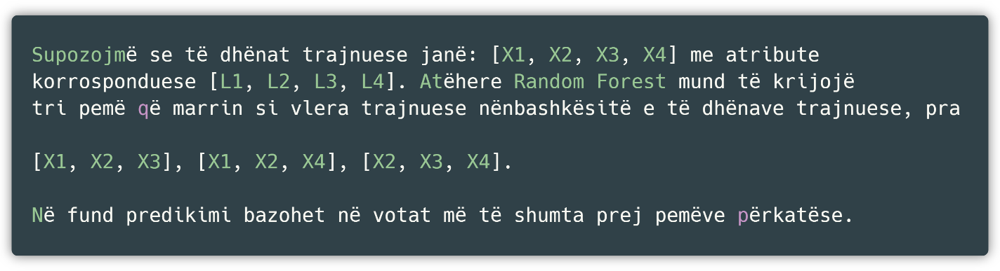 Supozojmë se të dhënat trajnuese janë: [X1, X2, X3, X4] me atribute
korrosponduese [L1, L2, L3, L4]. Atëhere Random Forest mund të krijojë
tri pemë që marrin si vlera trajnuese nënbashkësitë e të dhënave trajnuese, pra
[X1, X2, X3], [X1, X2, X4], [X2, X3, X4].
Në fund predikimi bazohet në votat më të shumta prej pemëve përkatëse.